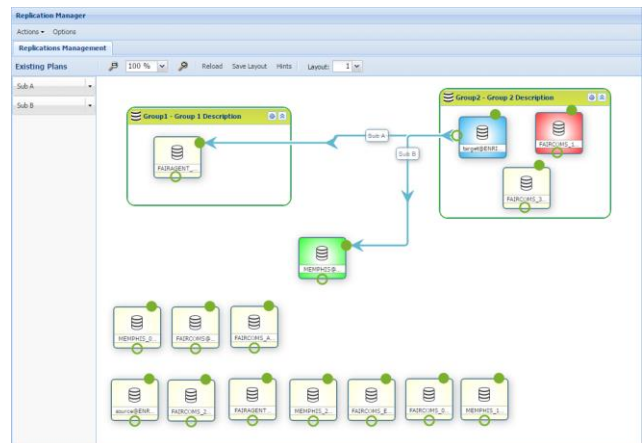 Replication Manager
Actions Options
Replications Management
Existing Plans 100 % Reload Save Layout Hints Layout: 1
Sub A
Sub B
Group1 - Group 1 Description
Group2 - Group 2 Description
Sub A
Sub B
FAIRAGENT_...
target@ENRI...
FAIRCOMS_1...
FAIRCOMS_3...
MEMPHIS@...
MEMPHIS_0... FAIRCOMS@... FAIRCOMS_A...
source@ENR... FAIRCOMS_2... FAIRAGENT_... MEMPHIS_2... FAIRCOMS_E... FAIRCOMS_0... MEMPHIS_1...